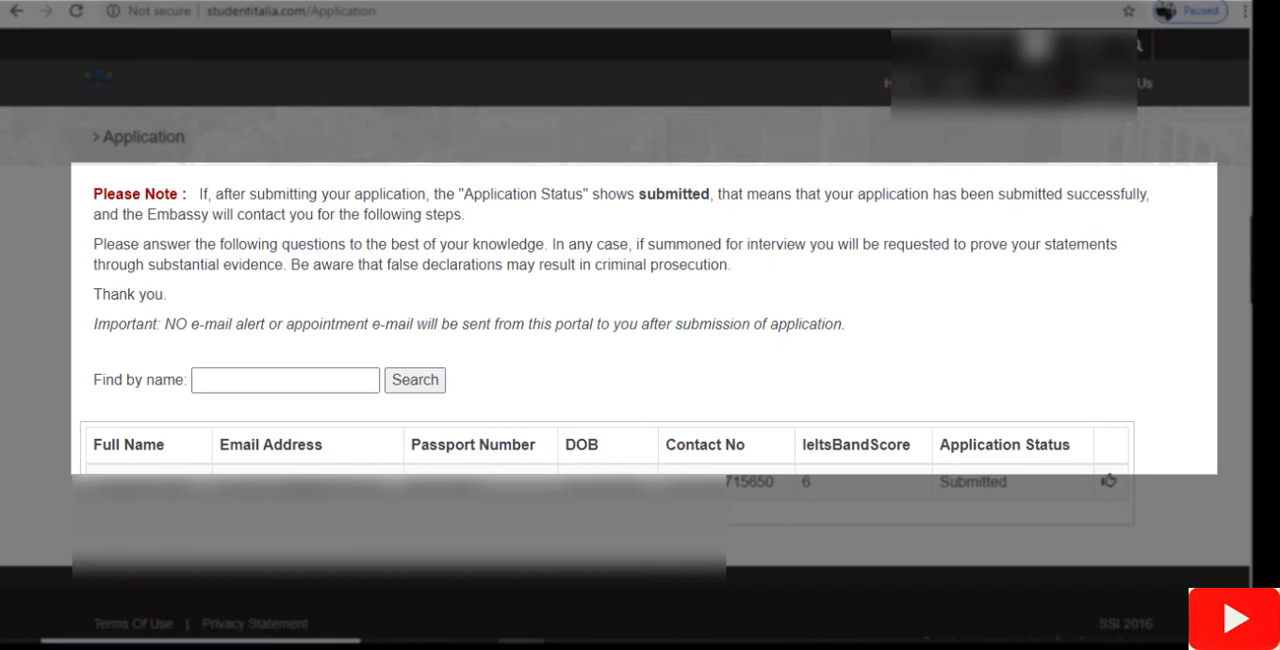 Not secure studentitalia.com/Application Paused
Us
> Application
Please Note : If, after submitting your application, the "Application Status" shows submitted, that means that your application has been submitted successfully,
and the Embassy will contact you for the following steps.
Please answer the following questions to the best of your knowledge. In any case, if summoned for interview you will be requested to prove your statements
through substantial evidence. Be aware that false declarations may result in criminal prosecution.
Thank you.
Important: NO e-mail alert or appointment e-mail will be sent from this portal to you after submission of application.
Find by name: Search
Full Name Email Address Passport Number DOB Contact No IeltsBandScore Application Status
715650 6 Submitted
Terms Of Use | Privacy Statement SSI 2016